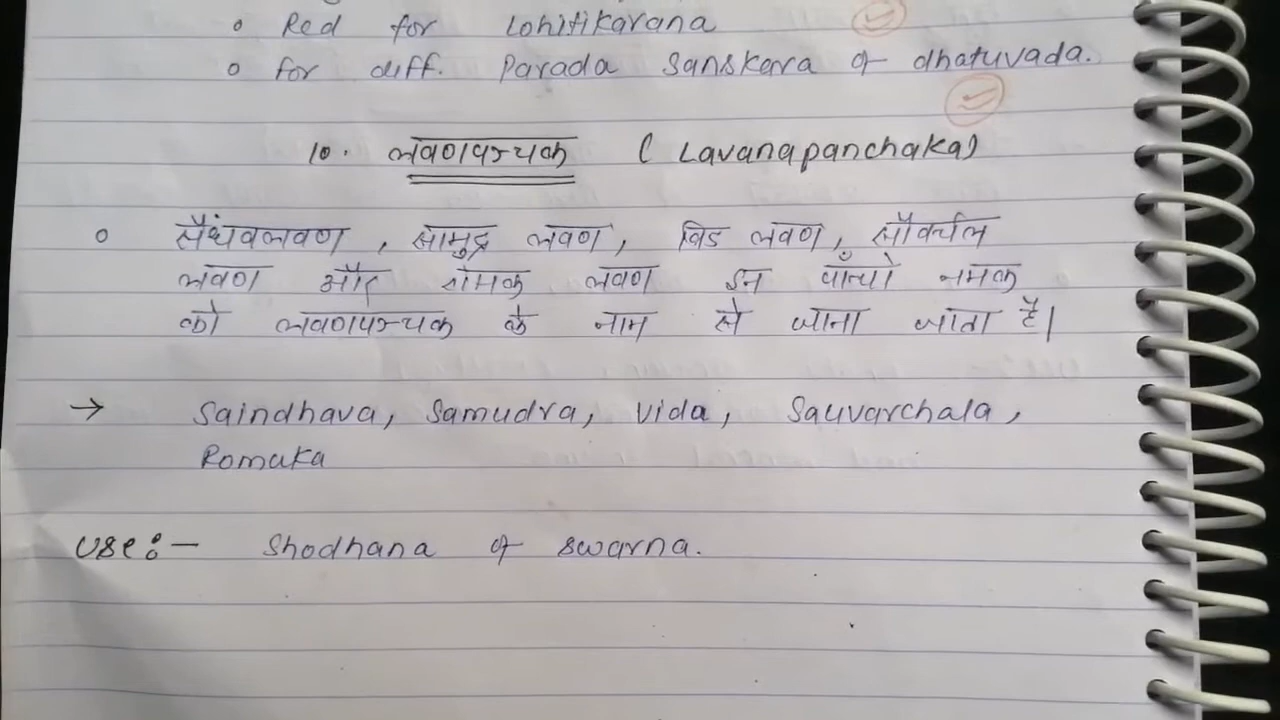 o Red for Lohitikarana
o for diff. Parada Sanskara of dhatuvada.
10. लवणपञ्चक (Lavanapanchaka)
o सैंधवलवण, सामुद्र लवण, विड लवण, सौवर्चल
लवण और रोमक लवण इन पाँचो नमक
को लवणपञ्चक के नाम से जाना जाता है।
→ Saindhava, Samudra, Vida, Sauvarchala,
Romaka
Use:- Shodhana of Swarna.